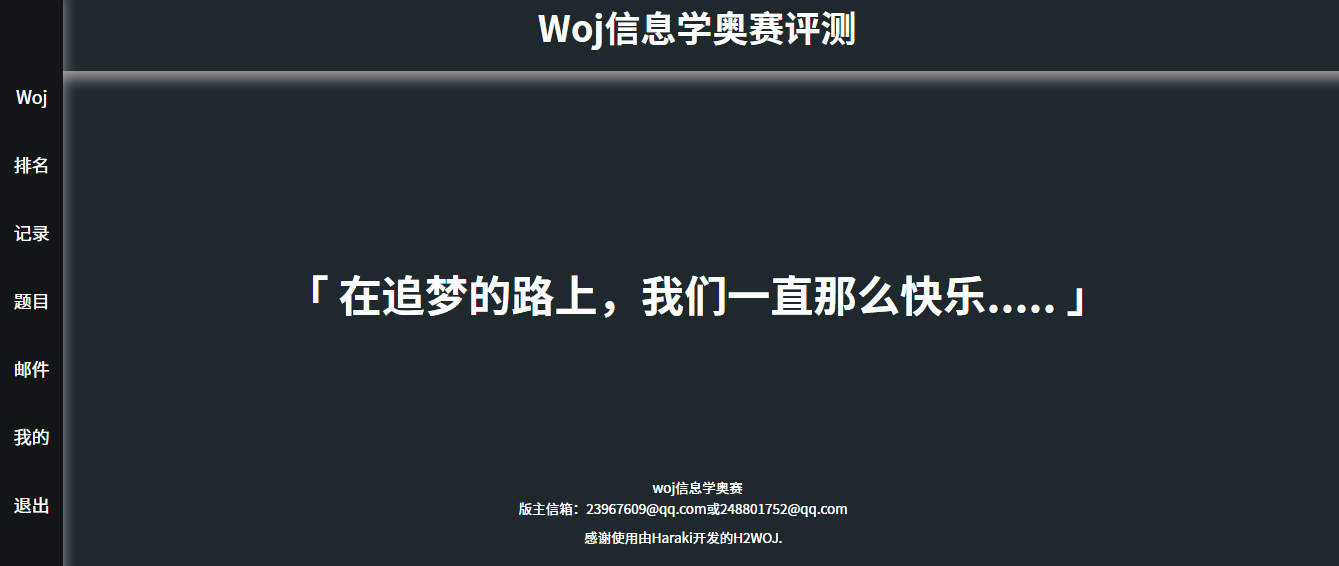 Woj信息学奥赛评测
Woj
排名
记录
题目
邮件
我的
退出
「 在追梦的路上，我们一直那么快乐..... 」
woj信息学奥赛
版主信箱：23967609@qq.com或248801752@qq.com
感谢使用由Haraki开发的H2WOJ.